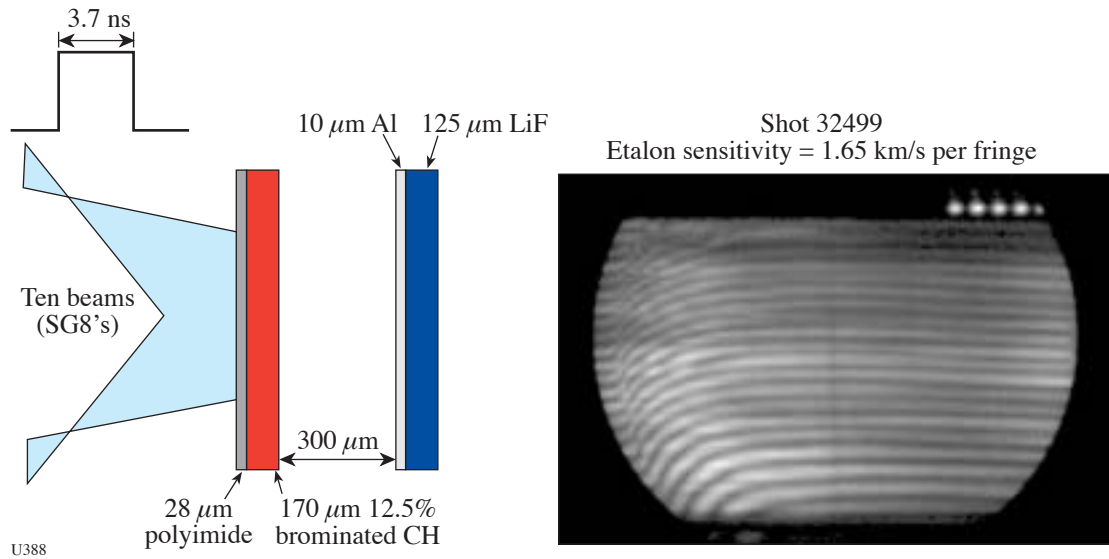 3.7 ns
10 μm Al
125 μm LiF
Ten beams
(SG8’s)
300 μm
28 μm
polyimide
170 μm 12.5%
brominated CH
U388
Shot 32499
Etalon sensitivity = 1.65 km/s per fringe